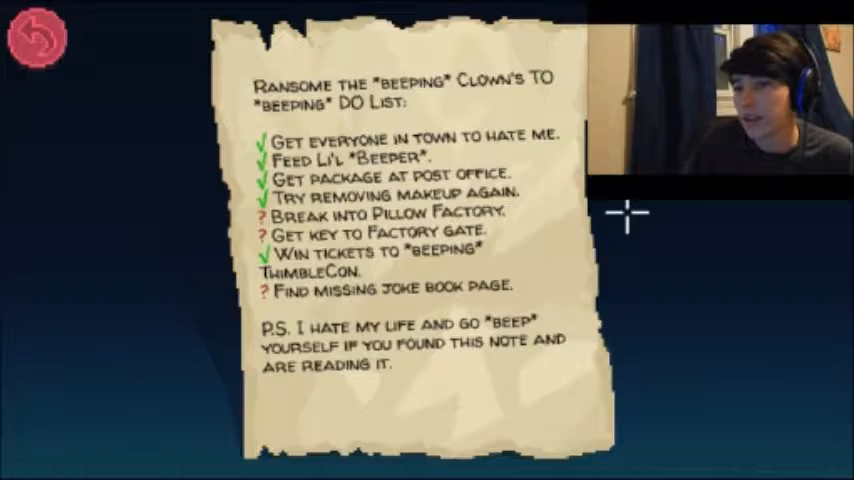 RANSOME THE *BEEPING* CLOWN'S TO
*BEEPING* DO LIST:
✓ GET EVERYONE IN TOWN TO HATE ME.
✓ FEED LI'L *BEEPER*.
✓ GET PACKAGE AT POST OFFICE.
✓ TRY REMOVING MAKEUP AGAIN.
? BREAK INTO PILLOW FACTORY.
? GET KEY TO FACTORY GATE.
✓ WIN TICKETS TO *BEEPING*
THIMBLECON.
? FIND MISSING JOKE BOOK PAGE.
P.S. I HATE MY LIFE AND GO *BEEP*
YOURSELF IF YOU FOUND THIS NOTE AND
ARE READING IT.